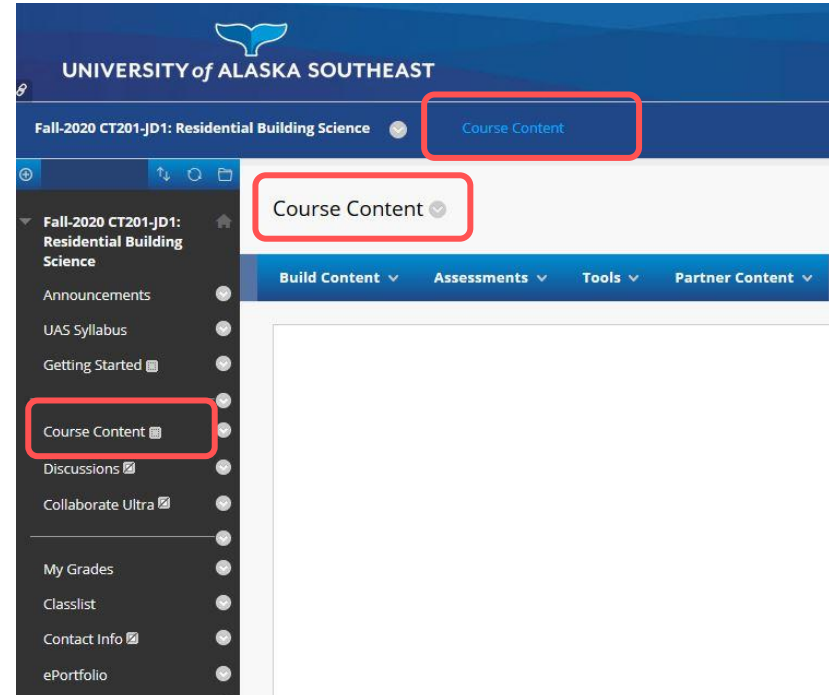 UNIVERSITY of ALASKA SOUTHEAST
Fall-2020 CT201-JD1: Residential Building Science
Course Content
Fall-2020 CT201-JD1:
Residential Building
Science
Announcements
UAS Syllabus
Getting Started
Course Content
Discussions
Collaborate Ultra
My Grades
Classlist
Contact Info
ePortfolio
Course Content
Build Content
Assessments
Tools
Partner Content